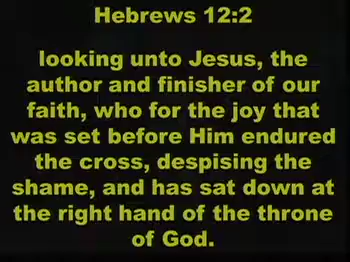 Hebrews 12:2
looking unto Jesus, the
author and finisher of our
faith, who for the joy that
was set before Him endured
the cross, despising the
shame, and has sat down at
the right hand of the throne
of God.